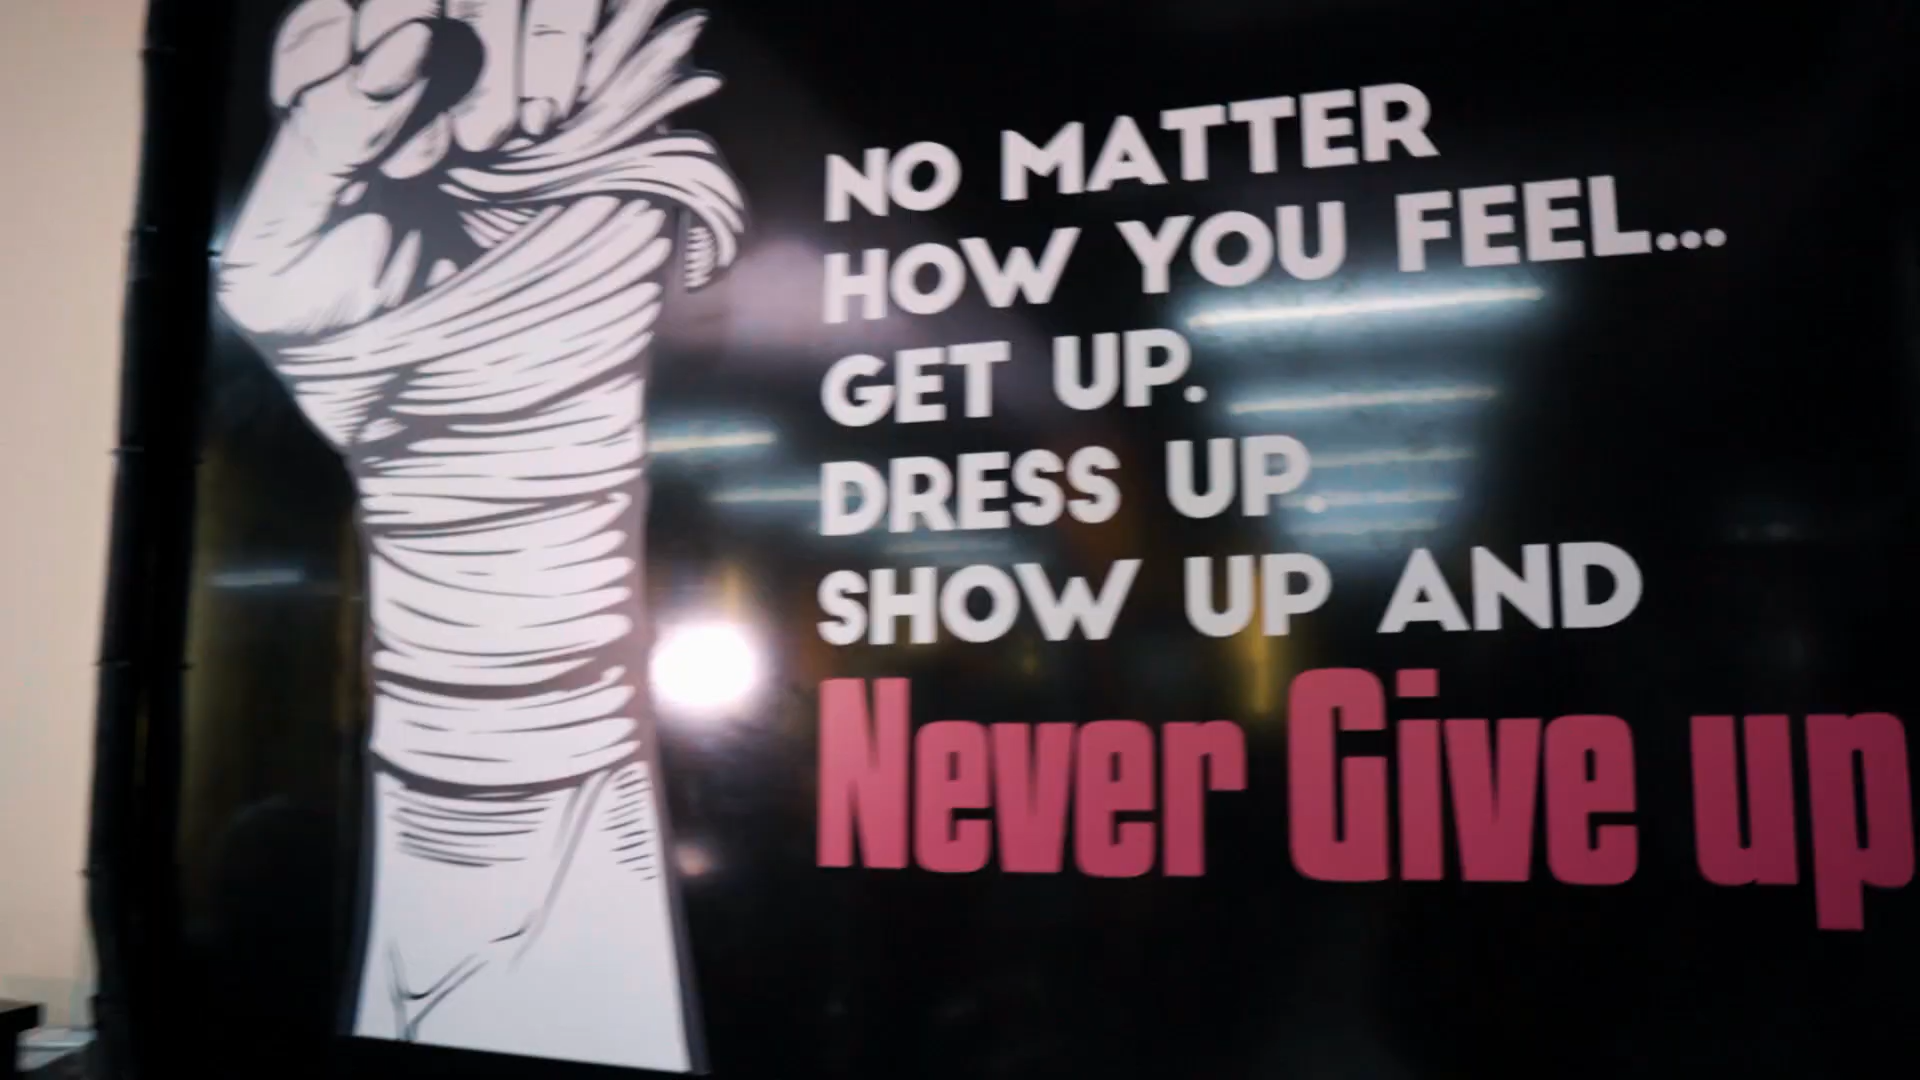 NO MATTER
HOW YOU FEEL...
GET UP.
DRESS UP.
SHOW UP AND
Never Give up